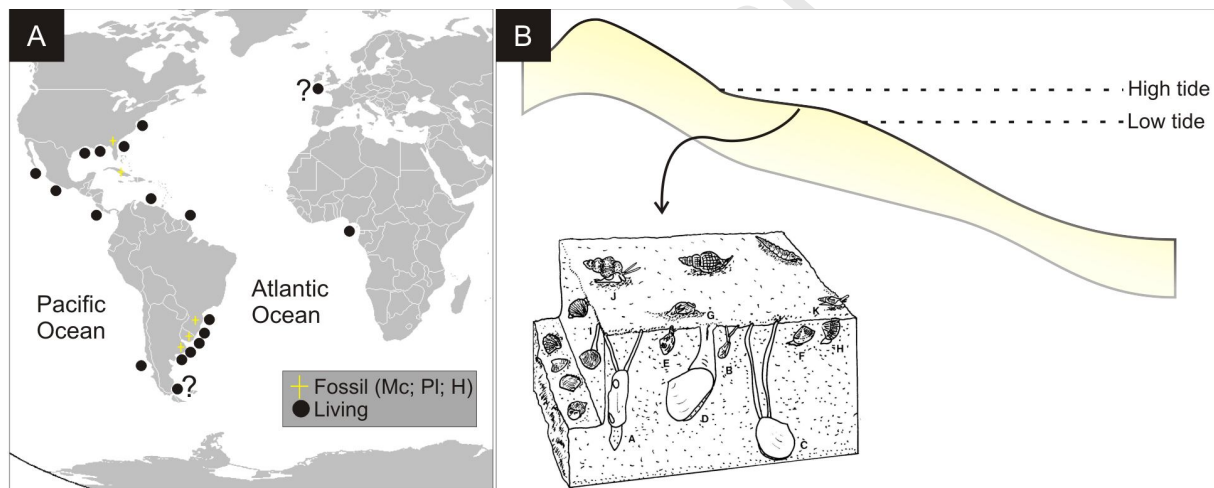 A
?
Pacific
Ocean
Atlantic
Ocean
?
Fossil (Mc; Pl; H)
Living
B
High tide
Low tide
J
G
K
I
E
B
F
H
A
D
C